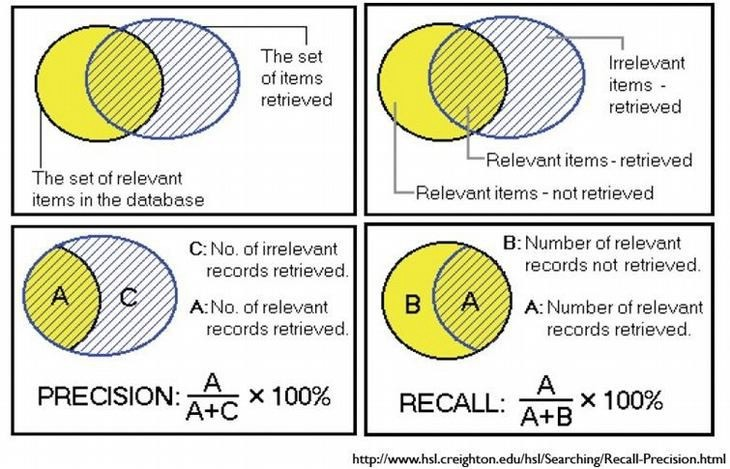 The set
of items
retrieved
The set of relevant
items in the database
Irrelevant
items -
retrieved
Relevant items - retrieved
Relevant items - not retrieved
A
C
C: No. of irrelevant
records retrieved.
A: No. of relevant
records retrieved.
PRECISION: A / A+C × 100%
B
A
B: Number of relevant
records not retrieved.
A: Number of relevant
records retrieved.
RECALL: A / A+B × 100%
http://www.hsl.creighton.edu/hsl/Searching/Recall-Precision.html